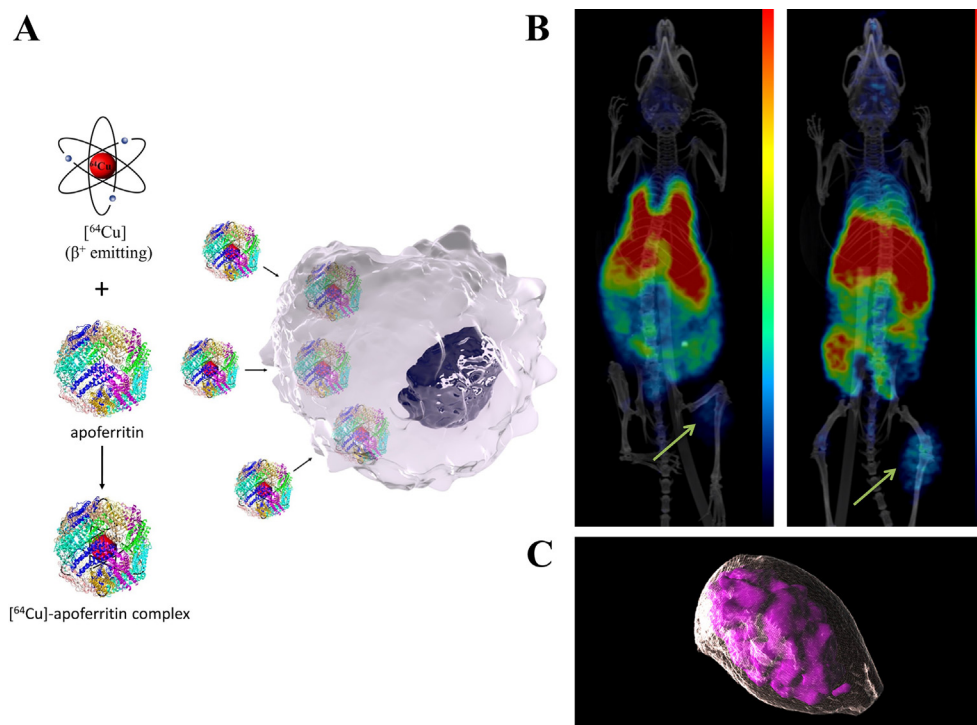 A
B
⁶⁴Cu
[⁶⁴Cu]
(β⁺ emitting)
+
apoferritin
[⁶⁴Cu]-apoferritin complex
C